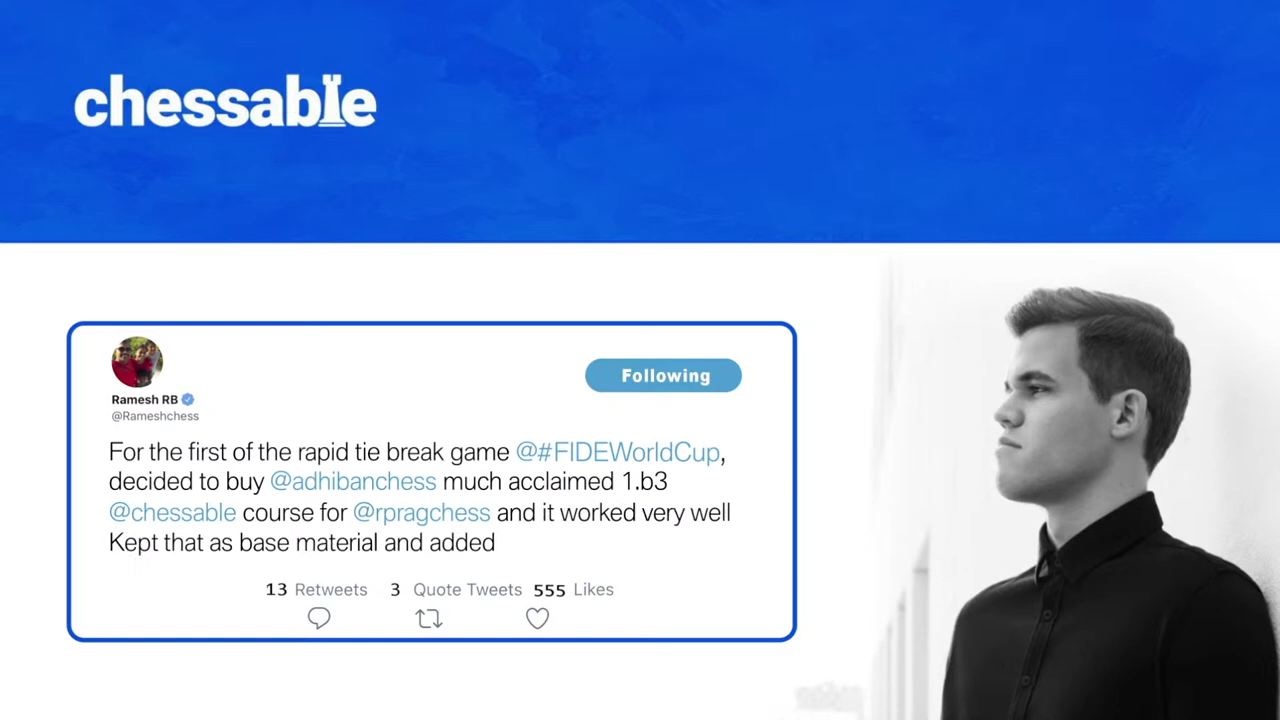 chessable
Following
Ramesh RB
@Rameshchess
For the first of the rapid tie break game @#FIDEWorldCup,
decided to buy @adhibanchess much acclaimed 1.b3
@chessable course for @rpragchess and it worked very well
Kept that as base material and added
13 Retweets 3 Quote Tweets 555 Likes